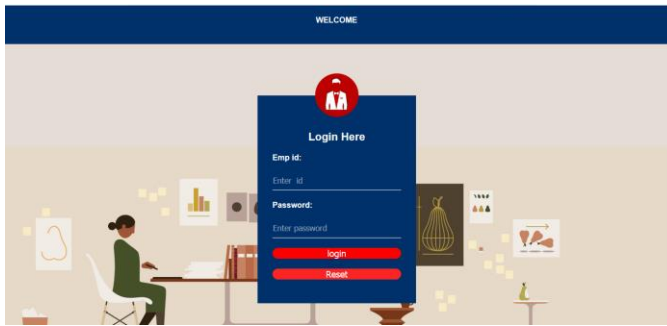 WELCOME
Login Here
Emp id:
Enter id
Password:
Enter password
login
Reset